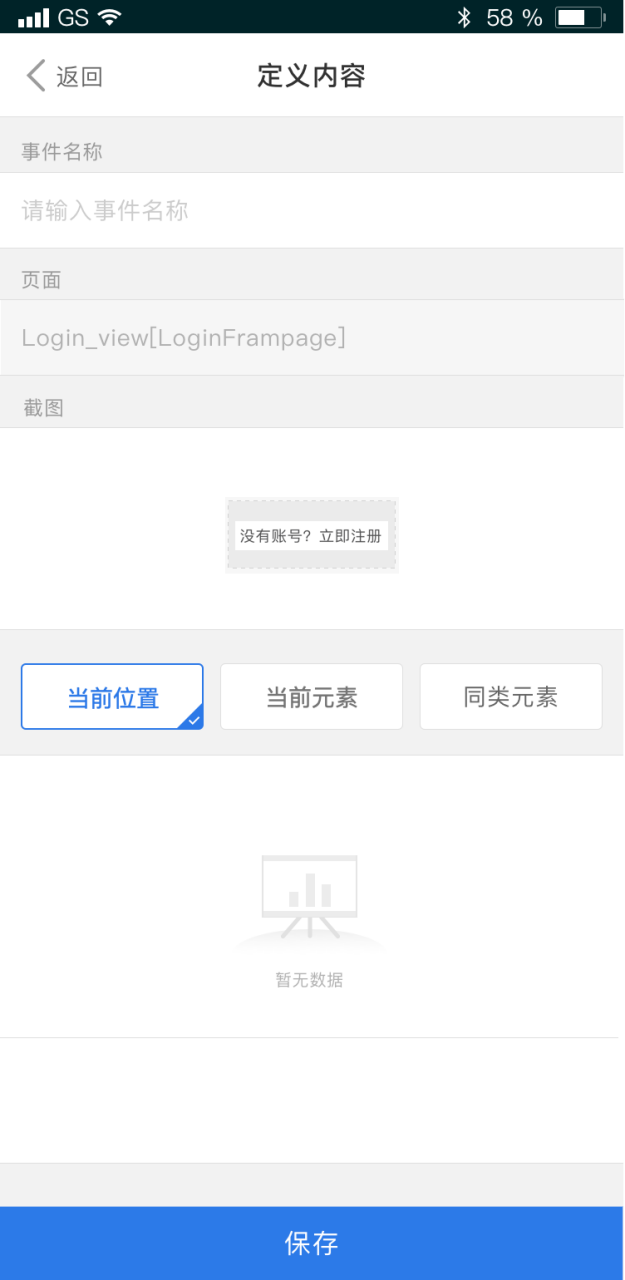 GS 58 %
返回 定义内容
事件名称
请输入事件名称
页面
Login_view[LoginFrampage]
截图
没有账号? 立即注册
当前位置 当前元素 同类元素
暂无数据
保存